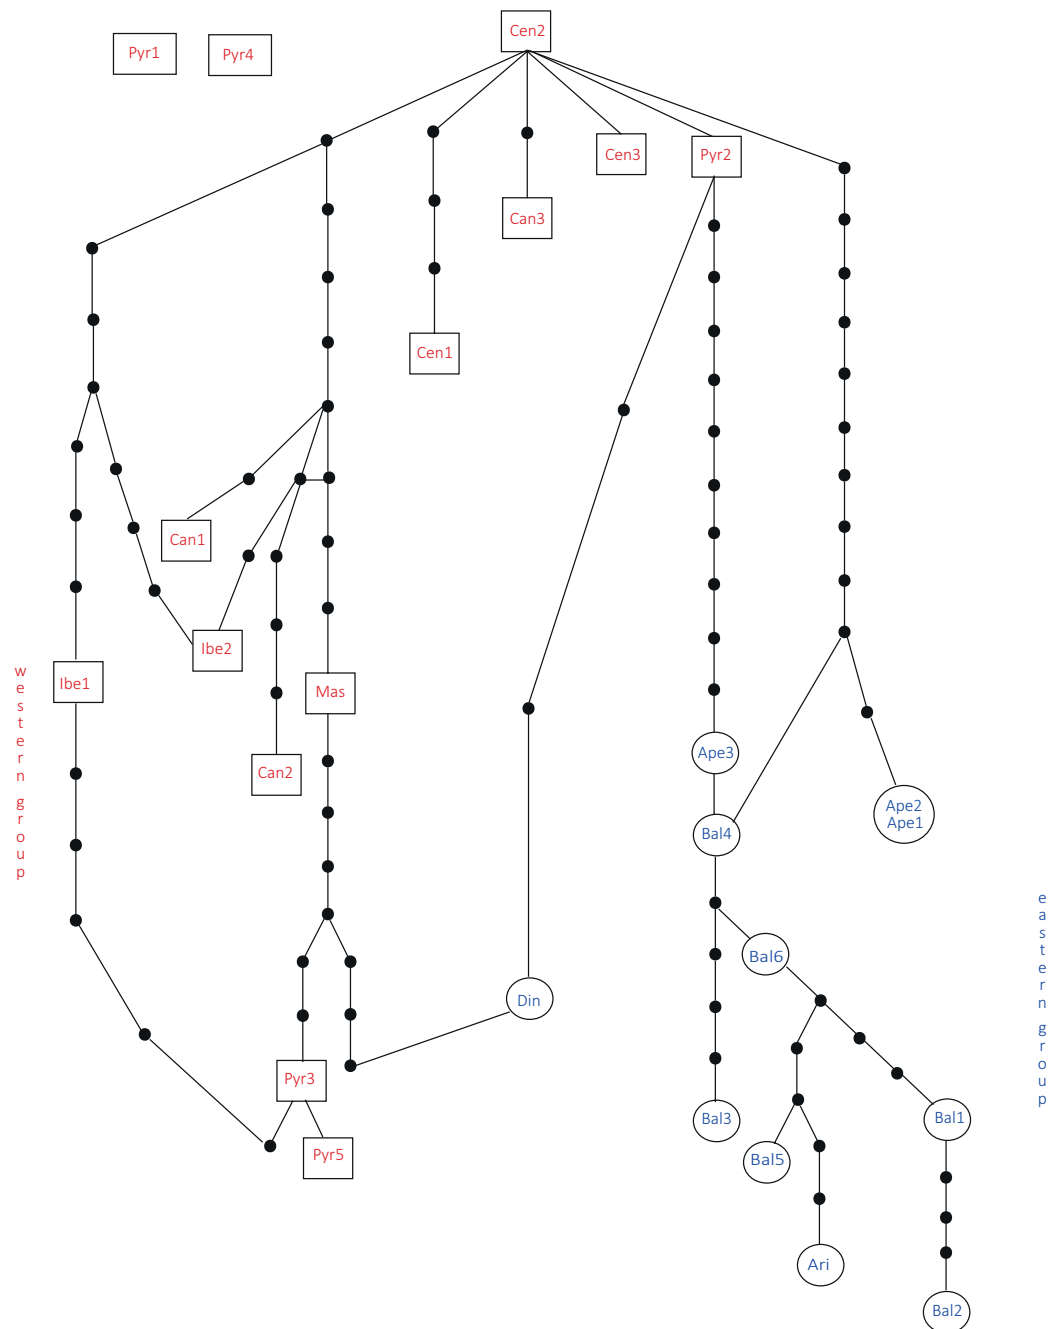 Cen2
Pyr1
Pyr4
Cen3
Pyr2
Can3
Cen1
Can1
Ibe2
Ibe1
Mas
western group
Can2
Ape3
Ape2
Ape1
Bal4
eastern group
Bal6
Din
Pyr3
Bal3
Bal1
Pyr5
Bal5
Ari
Bal2